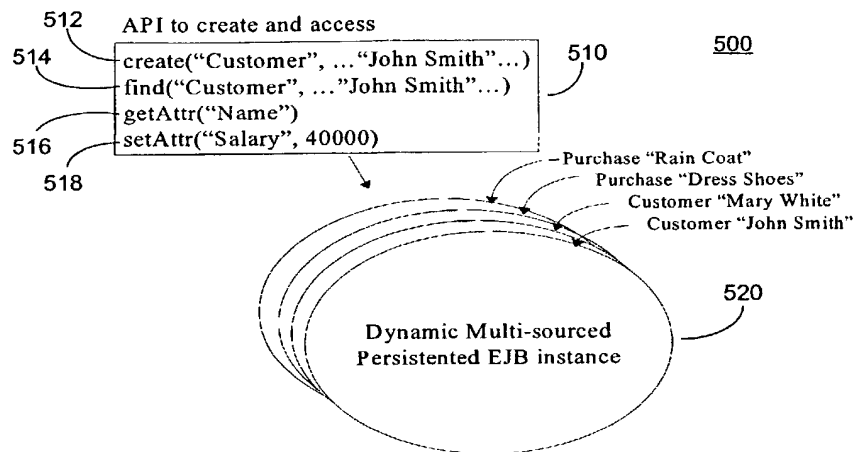 512
API to create and access
500
514
create("Customer", ..."John Smith"...)
find("Customer", ..."John Smith"...)
getAttr("Name")
setAttr("Salary", 40000)
510
516
518
Purchase "Rain Coat"
Purchase "Dress Shoes"
Customer "Mary White"
Customer "John Smith"
520
Dynamic Multi-sourced
Persistented EJB instance